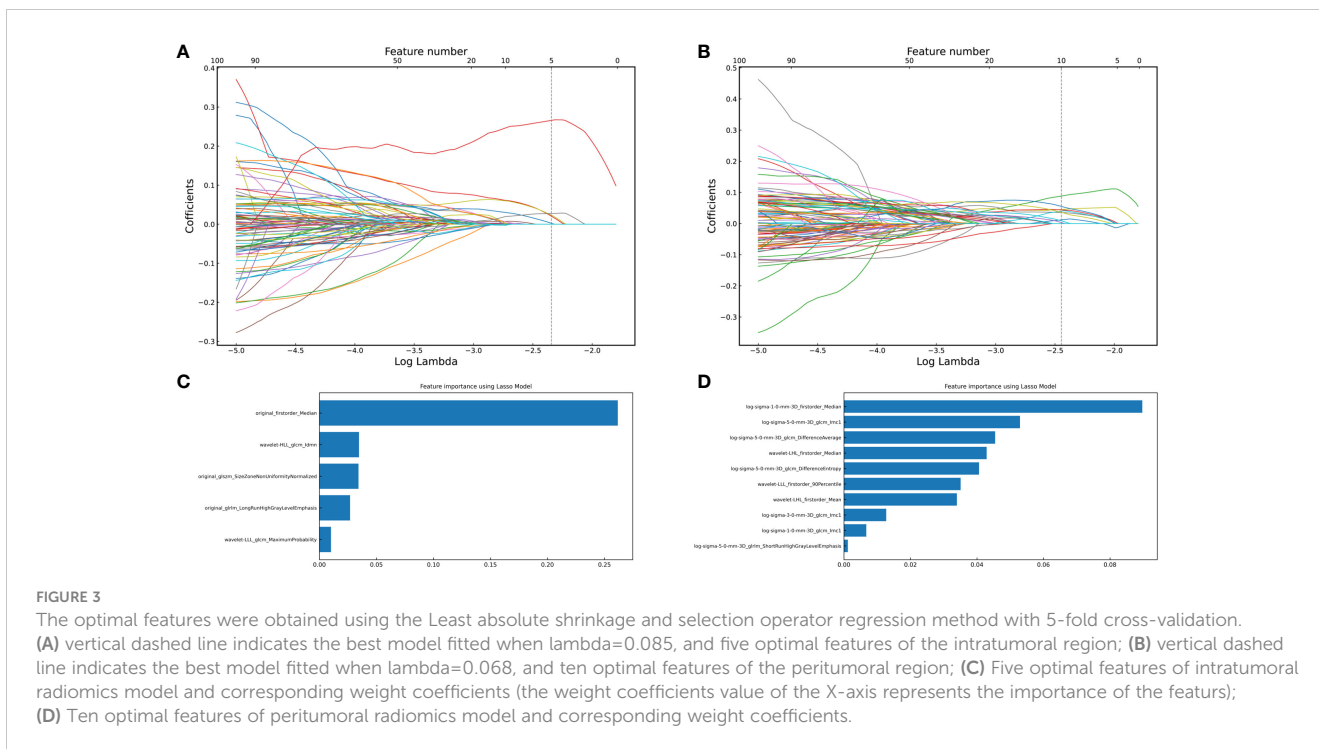 A
Feature number
100 90 50 20 10 5 0
0.4
0.3
0.2
0.1
0.0
−0.1
−0.2
−0.3
Cofficients
−5.0 −4.5 −4.0 −3.5 −3.0 −2.5 −2.0
Log Lambda
B
Feature number
100 90 50 20 10 5 0
0.5
0.4
0.3
0.2
0.1
0.0
−0.1
−0.2
−0.3
Cofficients
−5.0 −4.5 −4.0 −3.5 −3.0 −2.5 −2.0
Log Lambda
C
Feature importance using Lasso Model
original_firstorder_Median
wavelet-HLL_glcm_Idmn
original_glszm_SizeZoneNonUniformityNormalized
original_glrlm_LongRunHighGrayLevelEmphasis
wavelet-LLL_glcm_MaximumProbability
0.00 0.05 0.10 0.15 0.20 0.25
D
Feature importance using Lasso Model
log-sigma-1-0-mm-3D_firstorder_Median
log-sigma-5-0-mm-3D_glcm_Imc1
log-sigma-5-0-mm-3D_glcm_DifferenceAverage
wavelet-LHL_firstorder_Median
log-sigma-5-0-mm-3D_glcm_DifferenceEntropy
wavelet-LLL_firstorder_90Percentile
wavelet-LHL_firstorder_Mean
log-sigma-3-0-mm-3D_glcm_Imc1
log-sigma-1-0-mm-3D_glcm_Imc1
log-sigma-5-0-mm-3D_glrlm_ShortRunHighGrayLevelEmphasis
0.00 0.02 0.04 0.06 0.08
FIGURE 3
The optimal features were obtained using the Least absolute shrinkage and selection operator regression method with 5-fold cross-validation.
(A) vertical dashed line indicates the best model fitted when lambda=0.085, and five optimal features of the intratumoral region; (B) vertical dashed
line indicates the best model fitted when lambda=0.068, and ten optimal features of the peritumoral region; (C) Five optimal features of intratumoral
radiomics model and corresponding weight coefficients (the weight coefficients value of the X-axis represents the importance of the featurs);
(D) Ten optimal features of peritumoral radiomics model and corresponding weight coefficients.